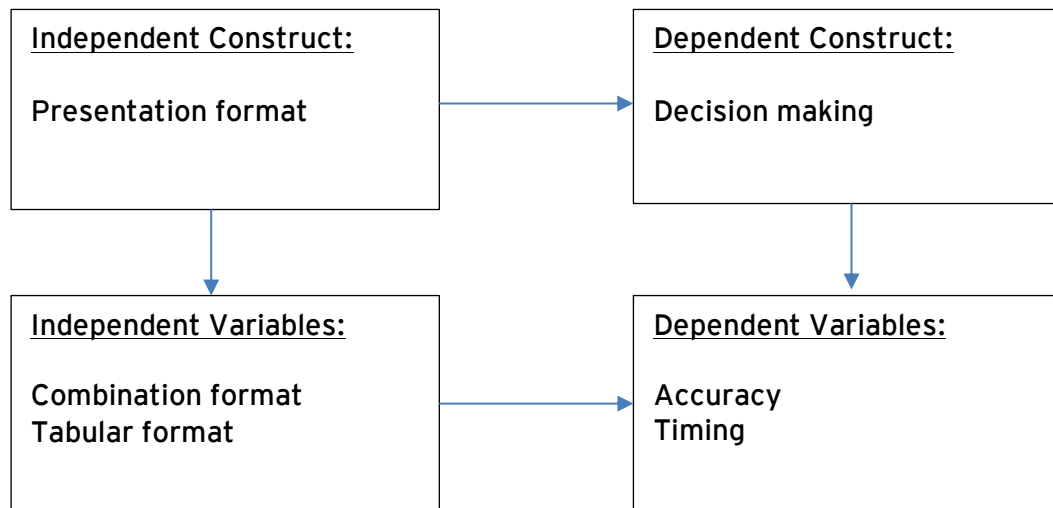 Independent Construct:
Presentation format
Dependent Construct:
Decision making
Independent Variables:
Combination format
Tabular format
Dependent Variables:
Accuracy
Timing